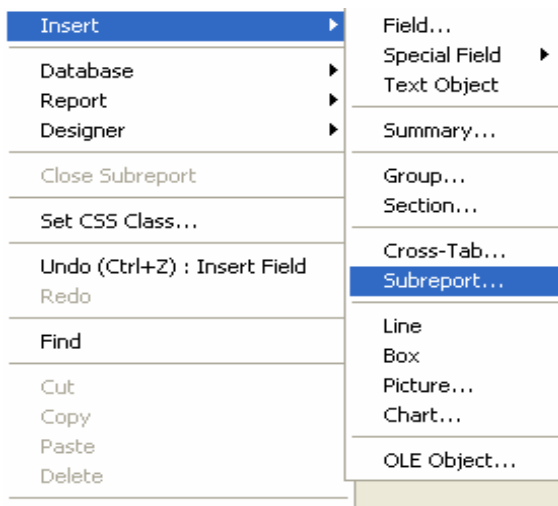 Insert
Database
Report
Designer
Close Subreport
Set CSS Class...
Undo (Ctrl+Z) : Insert Field
Redo
Find
Cut
Copy
Paste
Delete
Field...
Special Field
Text Object
Summary...
Group...
Section...
Cross-Tab...
Subreport...
Line
Box
Picture...
Chart...
OLE Object...